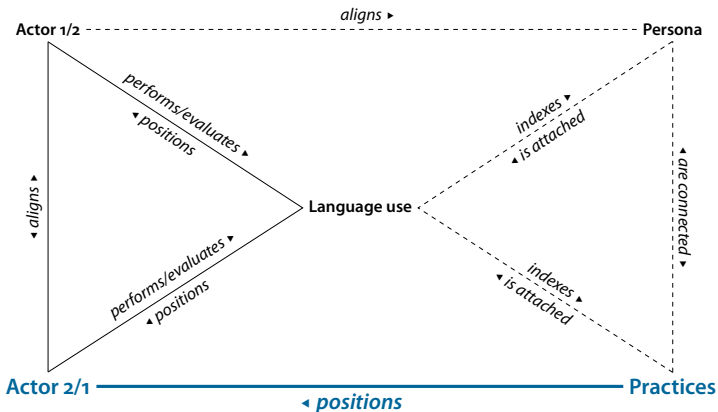 aligns ►
Actor 1/2
Persona
performs/evaluates ►
◄ positions
indexes ►
◄ is attached
◄ aligns ►
Language use
◄ are connected ►
performs/evaluates ►
◄ positions
indexes ►
◄ is attached
Actor 2/1
Practices
◄ positions